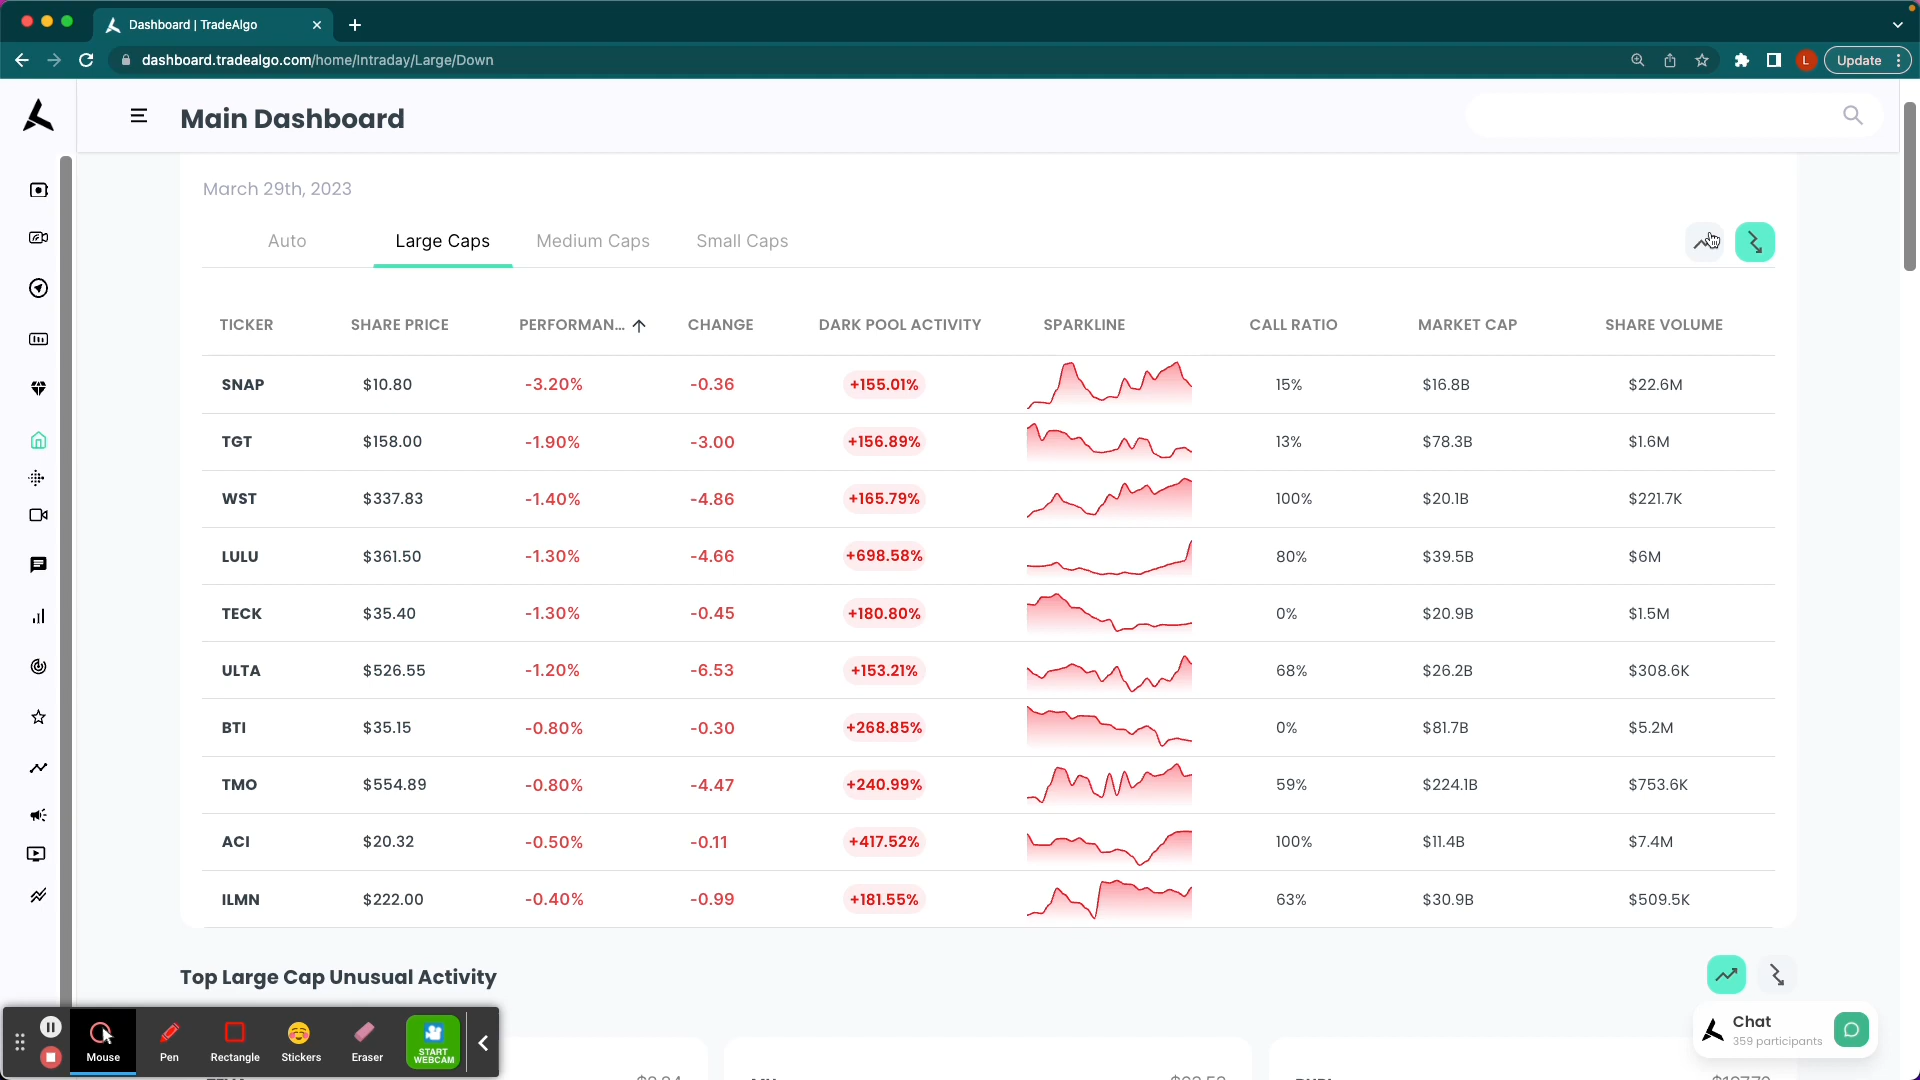 Dashboard | TradeAlgo
dashboard.tradealgo.com/home/Intraday/Large/Down
L
Update
Main Dashboard
March 29th, 2023
Auto Large Caps Medium Caps Small Caps
TICKER SHARE PRICE PERFORMAN... CHANGE DARK POOL ACTIVITY SPARKLINE CALL RATIO MARKET CAP SHARE VOLUME
SNAP $10.80 -3.20% -0.36 +155.01% 15% $16.8B $22.6M
TGT $158.00 -1.90% -3.00 +156.89% 13% $78.3B $1.6M
WST $337.83 -1.40% -4.86 +165.79% 100% $20.1B $221.7K
LULU $361.50 -1.30% -4.66 +698.58% 80% $39.5B $6M
TECK $35.40 -1.30% -0.45 +180.80% 0% $20.9B $1.5M
ULTA $526.55 -1.20% -6.53 +153.21% 68% $26.2B $308.6K
BTI $35.15 -0.80% -0.30 +268.85% 0% $81.7B $5.2M
TMO $554.89 -0.80% -4.47 +240.99% 59% $224.1B $753.6K
ACI $20.32 -0.50% -0.11 +417.52% 100% $11.4B $7.4M
ILMN $222.00 -0.40% -0.99 +181.55% 63% $30.9B $509.5K
Top Large Cap Unusual Activity
Mouse Pen Rectangle Stickers Eraser START WEBCAM
Chat
359 participants